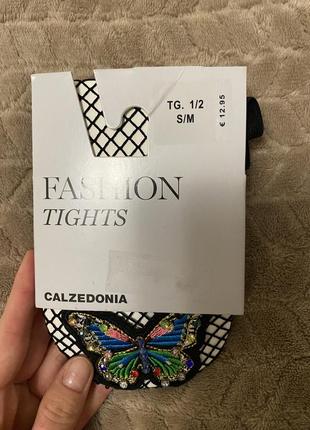 TG. 1/2
S/M
€ 12.95
FASHION
TIGHTS
CALZEDONIA